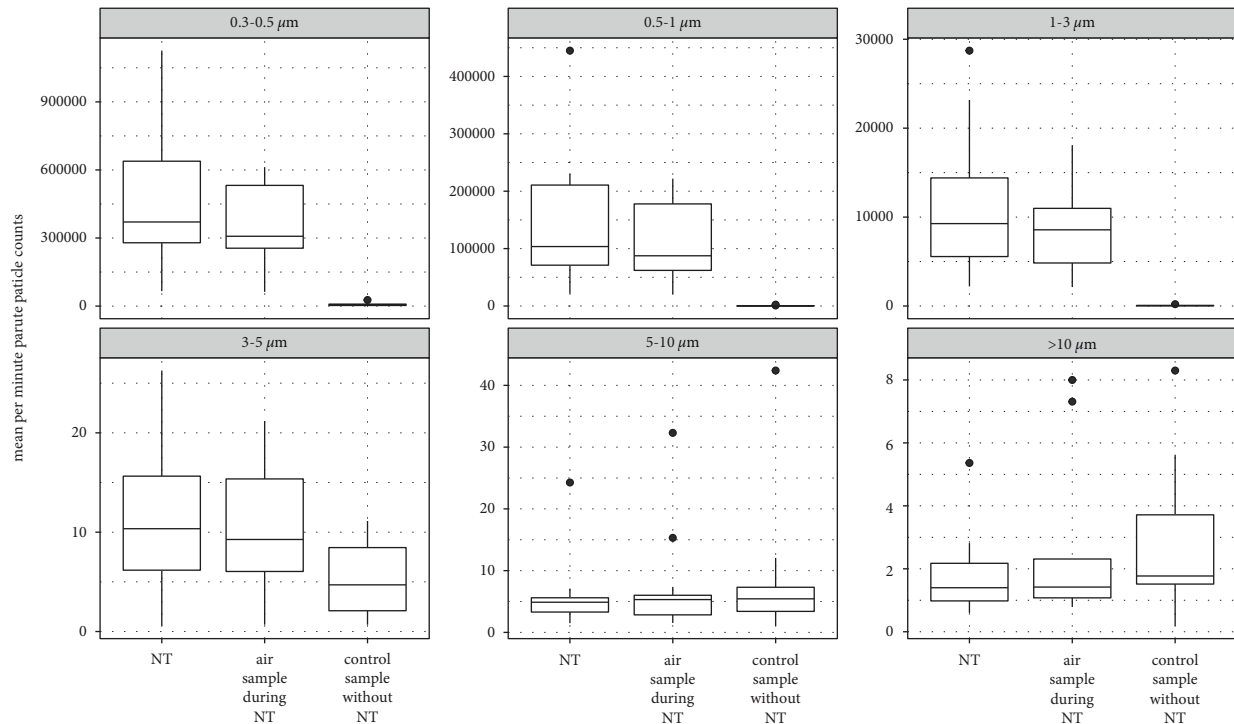 mean per minute parute paticle counts
0.3-0.5 µm
900000
600000
300000
0
0.5-1 µm
400000
300000
200000
100000
0
1-3 µm
30000
20000
10000
0
3-5 µm
20
10
0
NT
air
sample
during
NT
control
sample
without
NT
5-10 µm
40
30
20
10
0
NT
air
sample
during
NT
control
sample
without
NT
>10 µm
8
6
4
2
0
NT
air
sample
during
NT
control
sample
without
NT